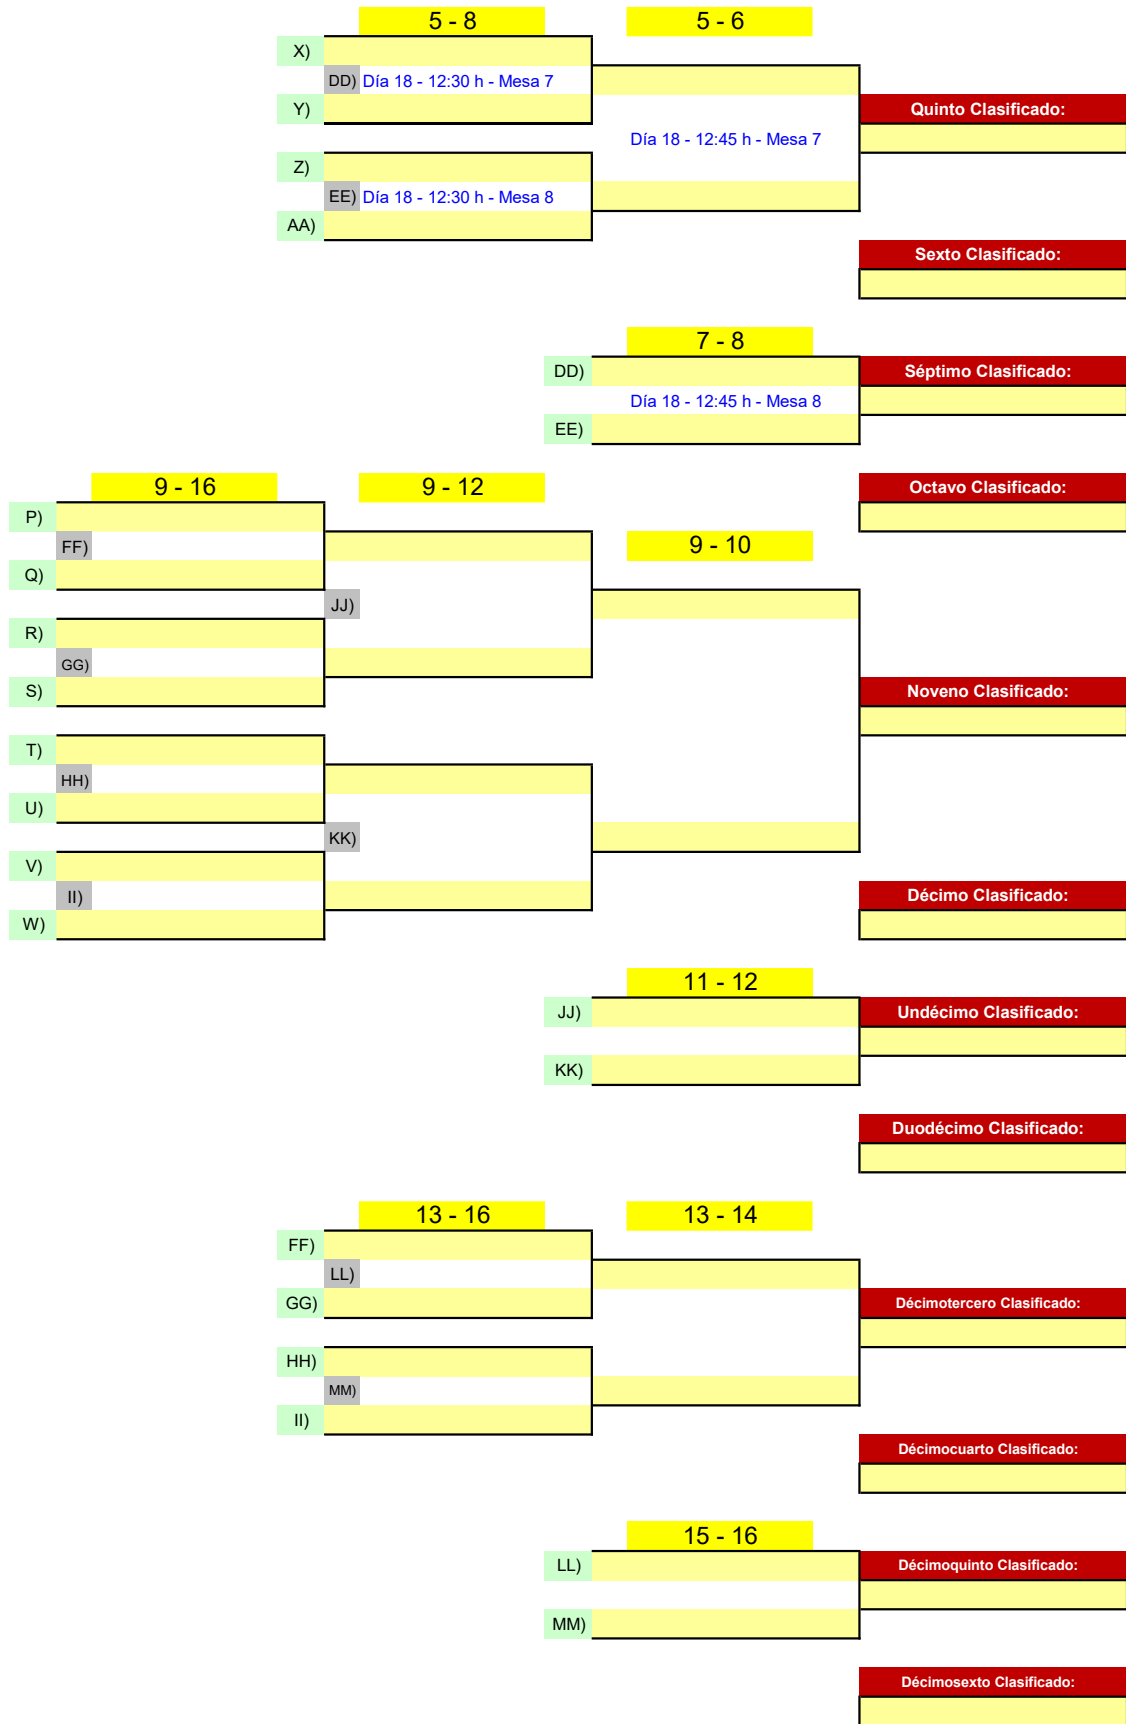 5 - 8 5 - 6
X)
DD) Día 18 - 12:30 h - Mesa 7
Y) Quinto Clasificado:
Día 18 - 12:45 h - Mesa 7
Z)
EE) Día 18 - 12:30 h - Mesa 8
AA)
Sexto Clasificado:
7 - 8
DD) Séptimo Clasificado:
Día 18 - 12:45 h - Mesa 8
EE)
9 - 16 9 - 12 Octavo Clasificado:
P)
FF) 9 - 10
Q)
JJ)
R)
GG)
S) Noveno Clasificado:
T)
HH)
U)
KK)
V)
II) Décimo Clasificado:
W)
11 - 12
JJ) Undécimo Clasificado:
KK)
Duodécimo Clasificado:
13 - 16 13 - 14
FF)
LL)
GG) Décimotercero Clasificado:
HH)
MM)
II)
Décimocuarto Clasificado:
15 - 16
LL) Décimoquinto Clasificado:
MM)
Décimosexto Clasificado: